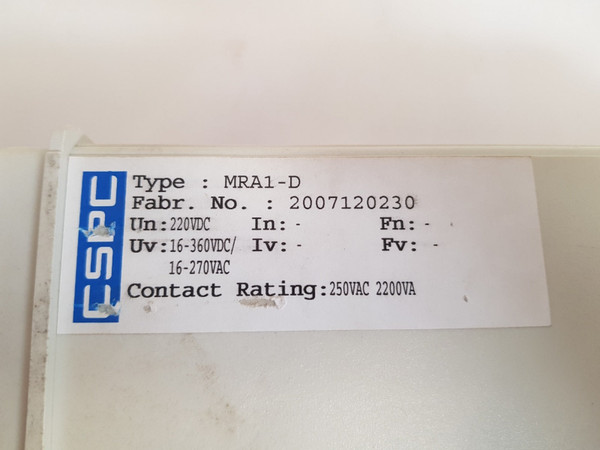 CSPC
Type : MRA1-D
Fabr. No. : 2007120230
Un: 220VDC In: - Fn: -
Uv: 16-360VDC/ Iv: - Fv: -
16-270VAC
Contact Rating: 250VAC 2200VA